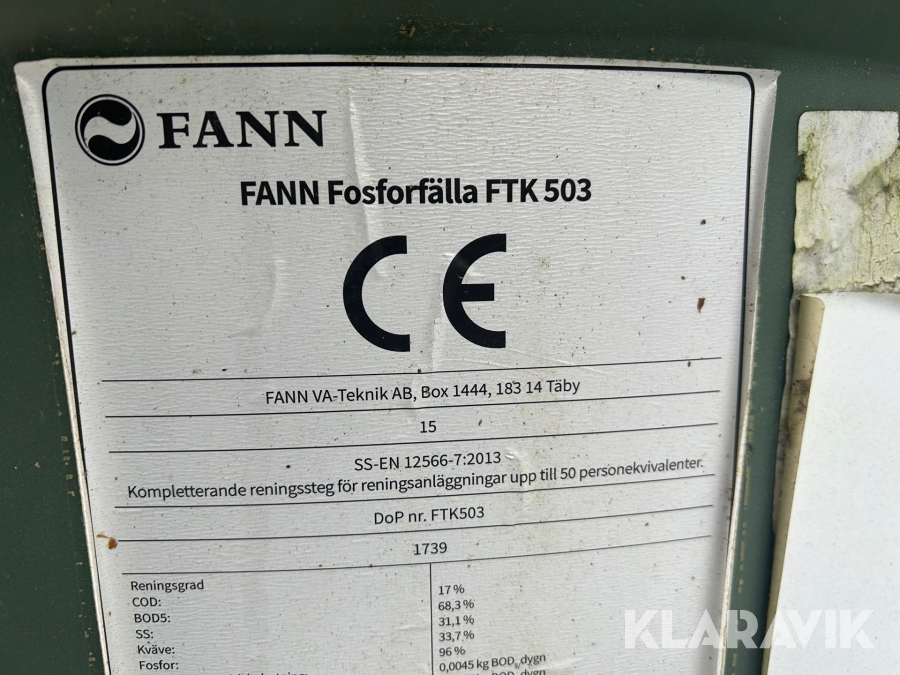 FANN
FANN Fosforfälla FTK 503
CE
FANN VA-Teknik AB, Box 1444, 183 14 Täby
15
SS-EN 12566-7:2013
Kompletterande reningssteg för reningsanläggningar upp till 50 personekvivalenter.
DoP nr. FTK503
1739
Reningsgrad
COD: 17 %
BOD5: 68,3 %
SS: 31,1 %
Kväve: 33,7 %
Fosfor: 96 %
0,0045 kg BOD5/dygn
KLARAVIK